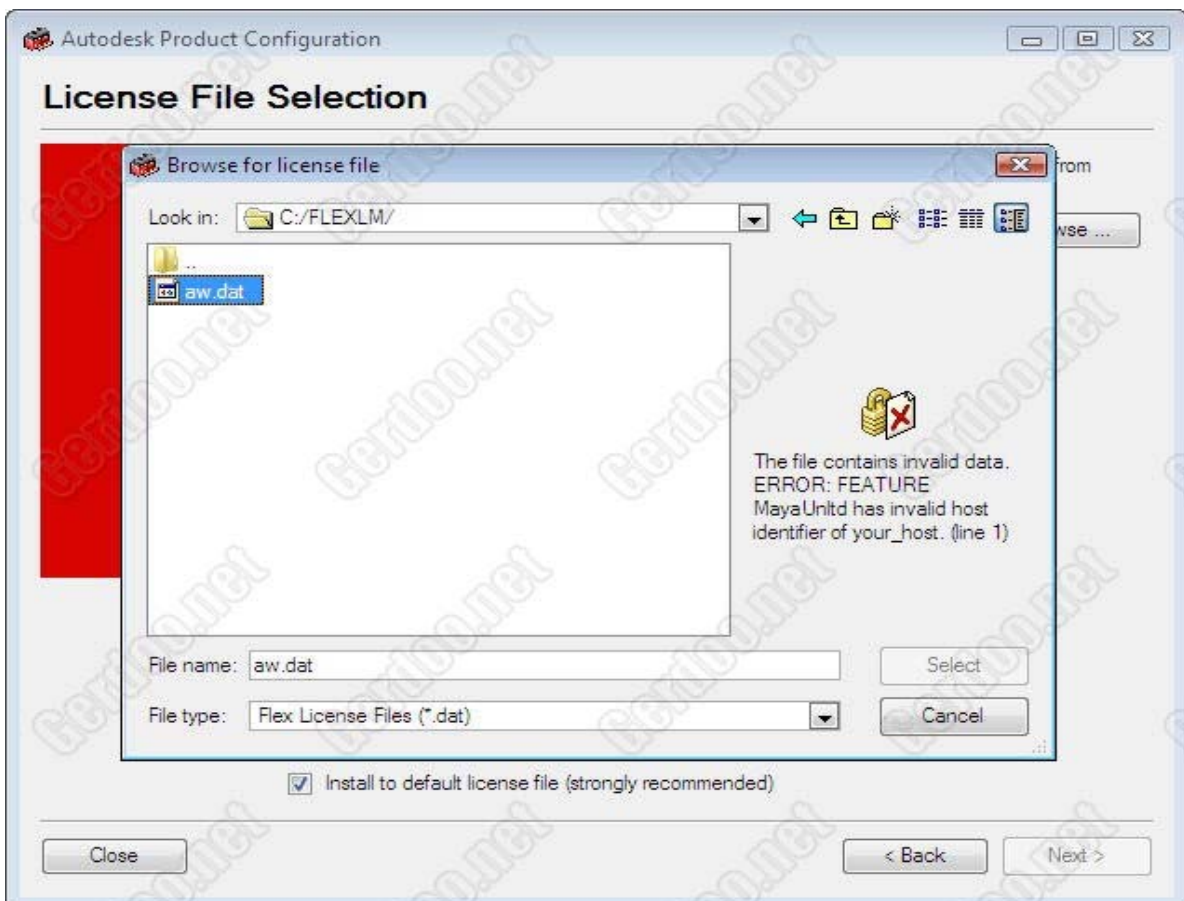 Autodesk Product Configuration
License File Selection
Browse for license file
from
Look in: C:/FLEXLM/
wse ...
..
aw.dat
The file contains invalid data.
ERROR: FEATURE
MayaUnltd has invalid host
identifier of your_host. (line 1)
File name: aw.dat
Select
File type: Flex License Files (*.dat)
Cancel
Install to default license file (strongly recommended)
Close
< Back
Next >
Gerdoo.net